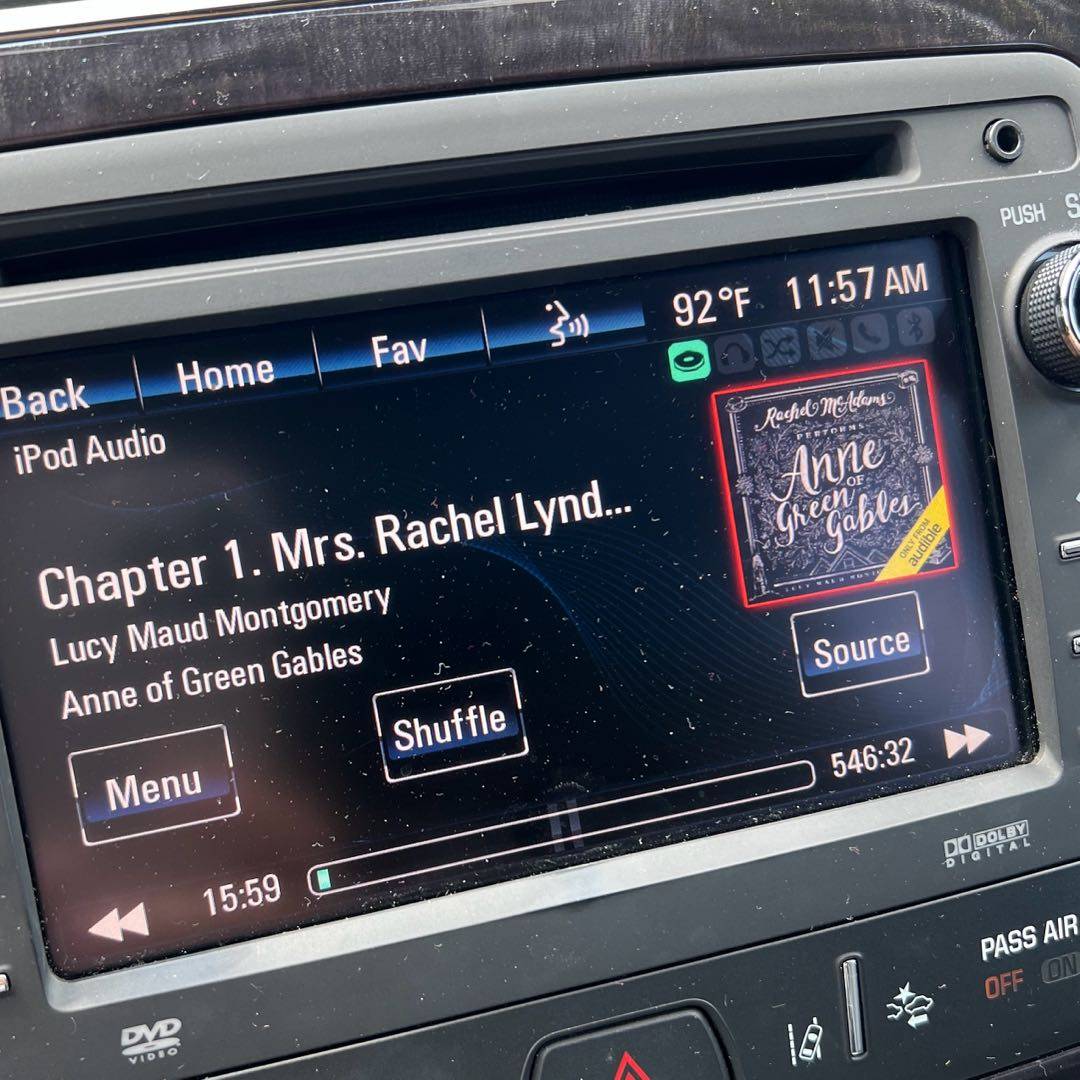 PUSH
Back
Home
Fav
92°F
11:57 AM
iPod Audio
Rachel McAdams
PERFORMS
Anne
OF
Green
Gables
ONLY FROM
audible
Chapter 1. Mrs. Rachel Lynd...
Lucy Maud Montgomery
Anne of Green Gables
Source
Shuffle
Menu
546:32
15:59
DOLBY
DIGITAL
DVD
VIDEO
PASS AIR
OFF
ON